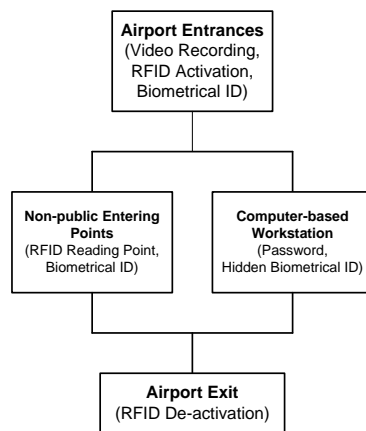 Airport Entrances
(Video Recording,
RFID Activation,
Biometrical ID)
Non-public Entering
Points
(RFID Reading Point,
Biometrical ID)
Computer-based
Workstation
(Password,
Hidden Biometrical ID)
Airport Exit
(RFID De-activation)